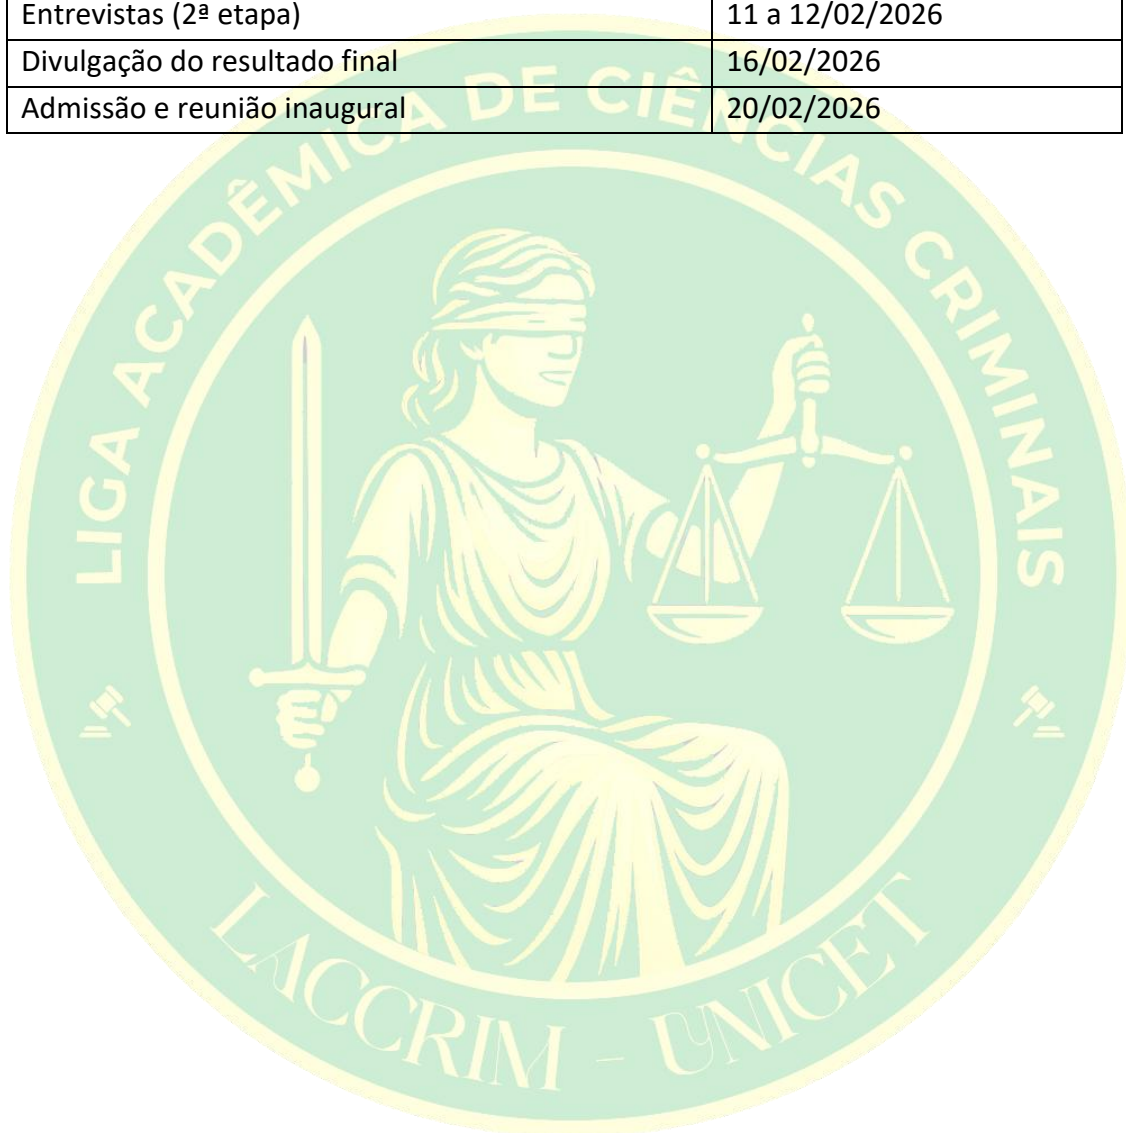 Entrevistas (2ª etapa) 11 a 12/02/2026
Divulgação do resultado final 16/02/2026
Admissão e reunião inaugural 20/02/2026
LIGA ACADÊMICA DE CIÊNCIAS CRIMINAIS
LACCRIM - UNICET